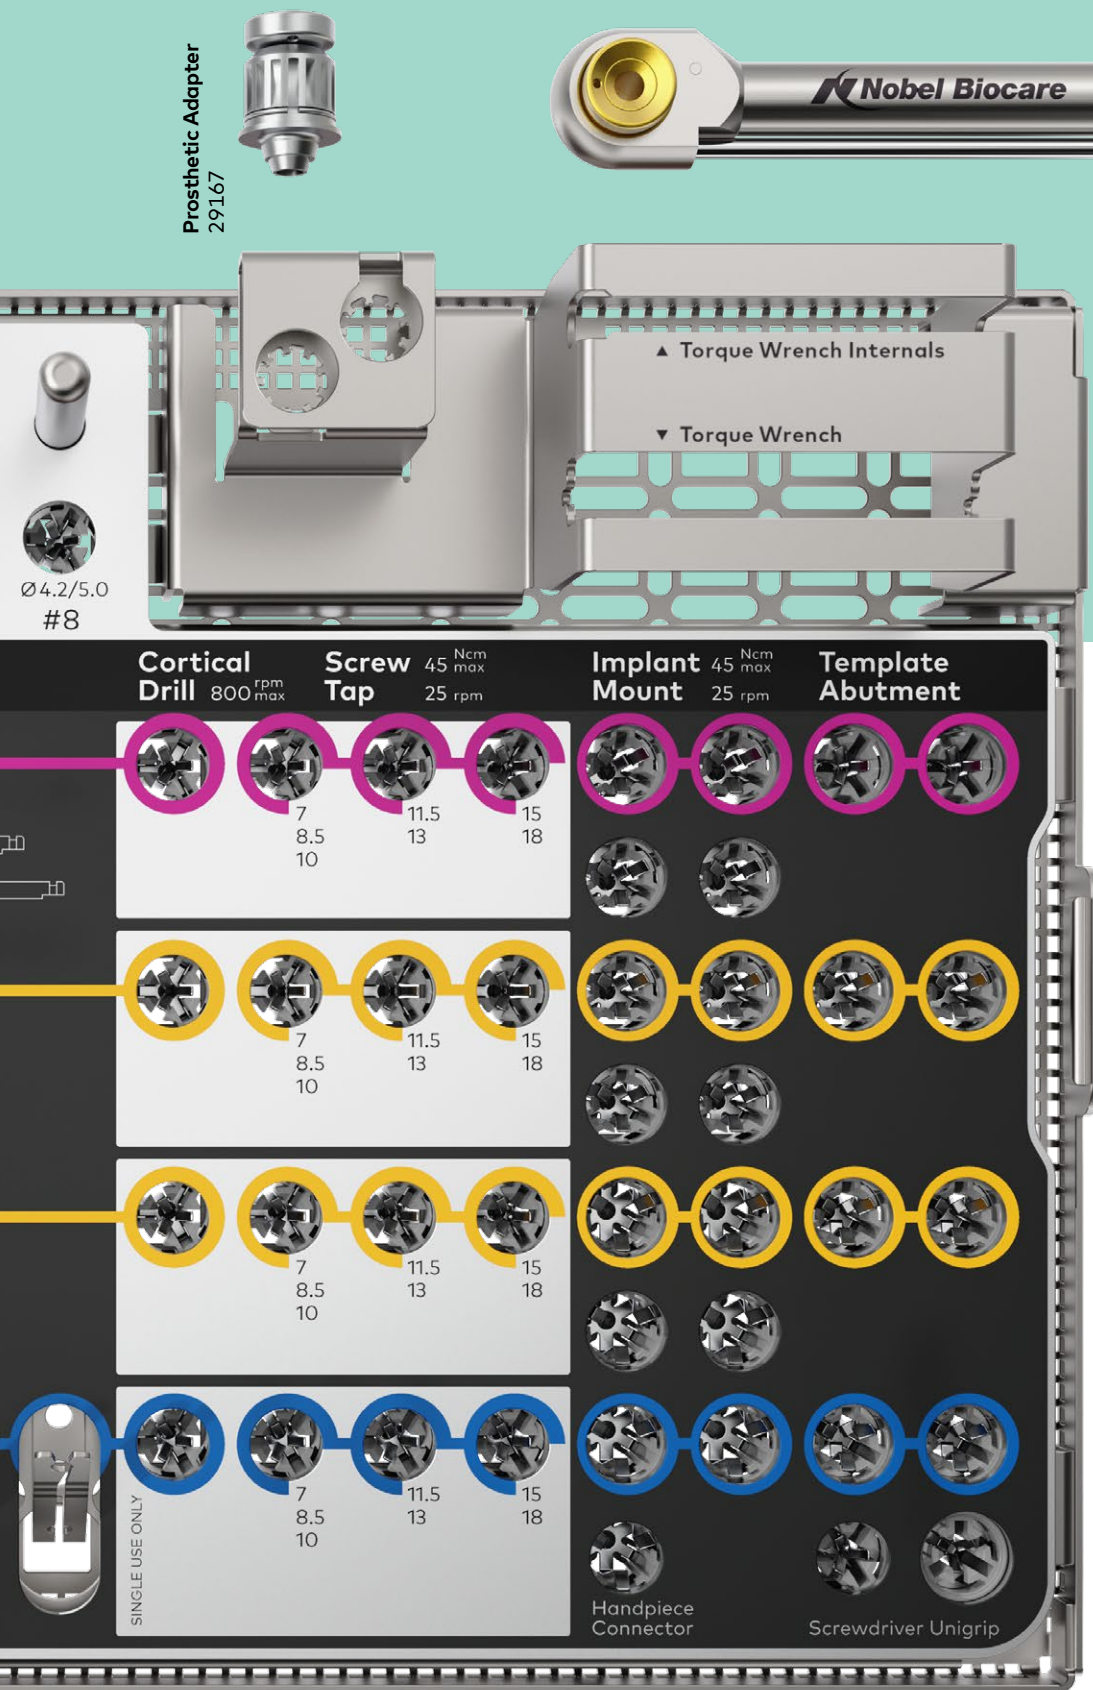 Prosthetic Adapter
29167
Nobel Biocare
▲ Torque Wrench Internals
▼ Torque Wrench
Ø4.2/5.0
#8
Cortical
Drill 800 rpm max
Screw
Tap
45 Ncm max
25 rpm
Implant
Mount
45 Ncm max
25 rpm
Template
Abutment
7
8.5
10
11.5
13
15
18
7
8.5
10
11.5
13
15
18
7
8.5
10
11.5
13
15
18
7
8.5
10
11.5
13
15
18
SINGLE USE ONLY
Handpiece
Connector
Screwdriver Unigrip